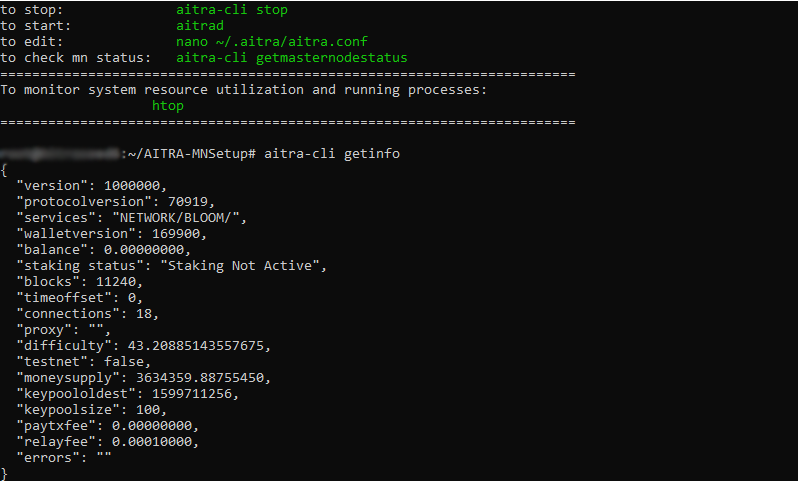 to stop: aitra-cli stop
to start: aitrad
to edit: nano ~/.aitra/aitra.conf
to check mn status: aitra-cli getmasternodestatus
========================================================================
To monitor system resource utilization and running processes:
htop
========================================================================
:~/AITRA-MNSetup# aitra-cli getinfo
{
"version": 1000000,
"protocolversion": 70919,
"services": "NETWORK/BLOOM/",
"walletversion": 169900,
"balance": 0.00000000,
"staking status": "Staking Not Active",
"blocks": 11240,
"timeoffset": 0,
"connections": 18,
"proxy": "",
"difficulty": 43.20885143557675,
"testnet": false,
"moneysupply": 3634359.88755450,
"keypoololdest": 1599711256,
"keypoolsize": 100,
"paytxfee": 0.00000000,
"relayfee": 0.00010000,
"errors": ""
}